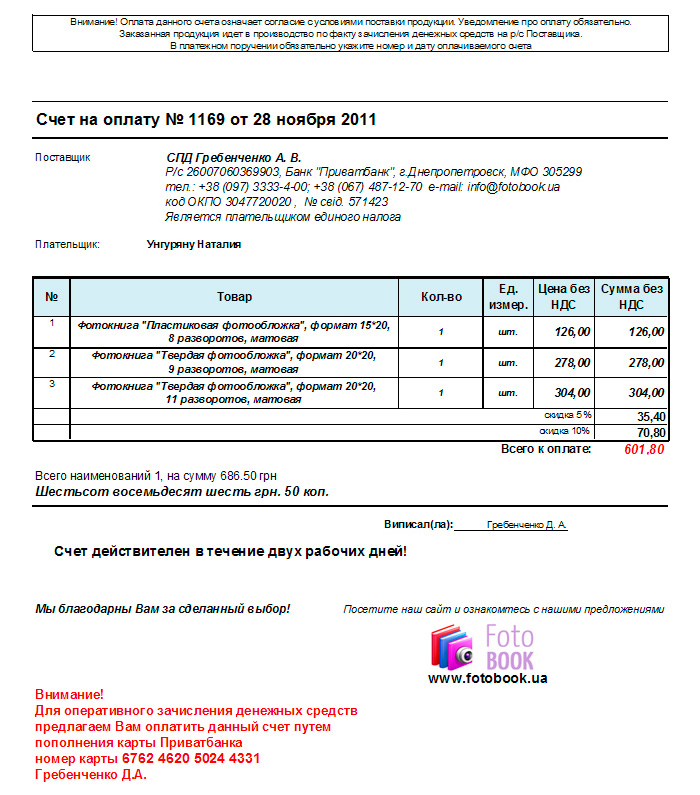 Внимание! Оплата данного счета означает согласие с условиями поставки продукции. Уведомление про оплату обязательно.
Заказанная продукция идет в производство по факту зачисления денежных средств на р/с Поставщика.
В платежном поручении обязательно укажите номер и дату оплачиваемого счета
Счет на оплату № 1169 от 28 ноября 2011
Поставщик СПД Гребенченко А. В.
Р/с 26007060369903, Банк "Приватбанк", г.Днепропетровск, МФО 305299
тел.: +38 (097) 3333-4-00; +38 (067) 487-12-70 e-mail: info@fotobook.ua
код ОКПО 3047720020 , № свід. 571423
Является плательщиком единого налога
Плательщик: Унгуряну Наталия
№ Товар Кол-во Ед. измер. Цена без НДС Сумма без НДС
1 Фотокнига "Пластиковая фотообложка", формат 15*20, 1 шт. 126,00 126,00
8 разворотов, матовая
2 Фотокнига "Твердая фотообложка", формат 20*20, 1 шт. 278,00 278,00
9 разворотов, матовая
3 Фотокнига "Твердая фотообложка", формат 20*20, 1 шт. 304,00 304,00
11 разворотов, матовая
скидка 5% 35,40
скидка 10% 70,80
Всего к оплате: 601,80
Всего наименований 1, на сумму 686.50 грн
Шестьсот восемьдесят шесть грн. 50 коп.
Виписал(ла): Гребенченко Д. А.
Счет действителен в течение двух рабочих дней!
Мы благодарны Вам за сделанный выбор! Посетите наш сайт и ознакомтесь с нашими предложениями
Foto
BOOK
www.fotobook.ua
Внимание!
Для оперативного зачисления денежных средств
предлагаем Вам оплатить данный счет путем
пополнения карты Приватбанка
номер карты 6762 4620 5024 4331
Гребенченко Д.А.